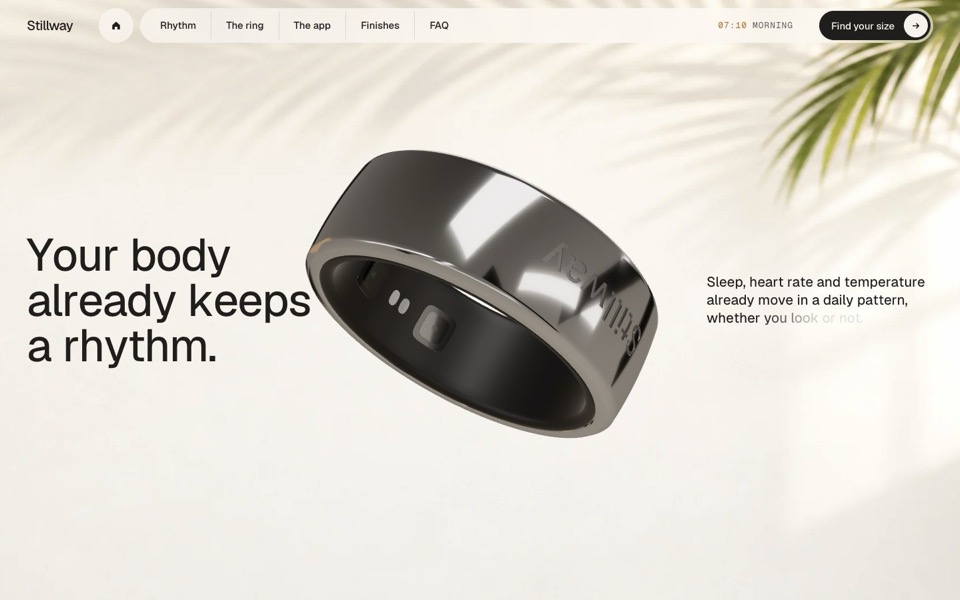 Stillway
Rhythm
The ring
The app
Finishes
FAQ
07:10 MORNING
Find your size
Stillway
Your body
already keeps
a rhythm.
Sleep, heart rate and temperature
already move in a daily pattern,
whether you look or not.